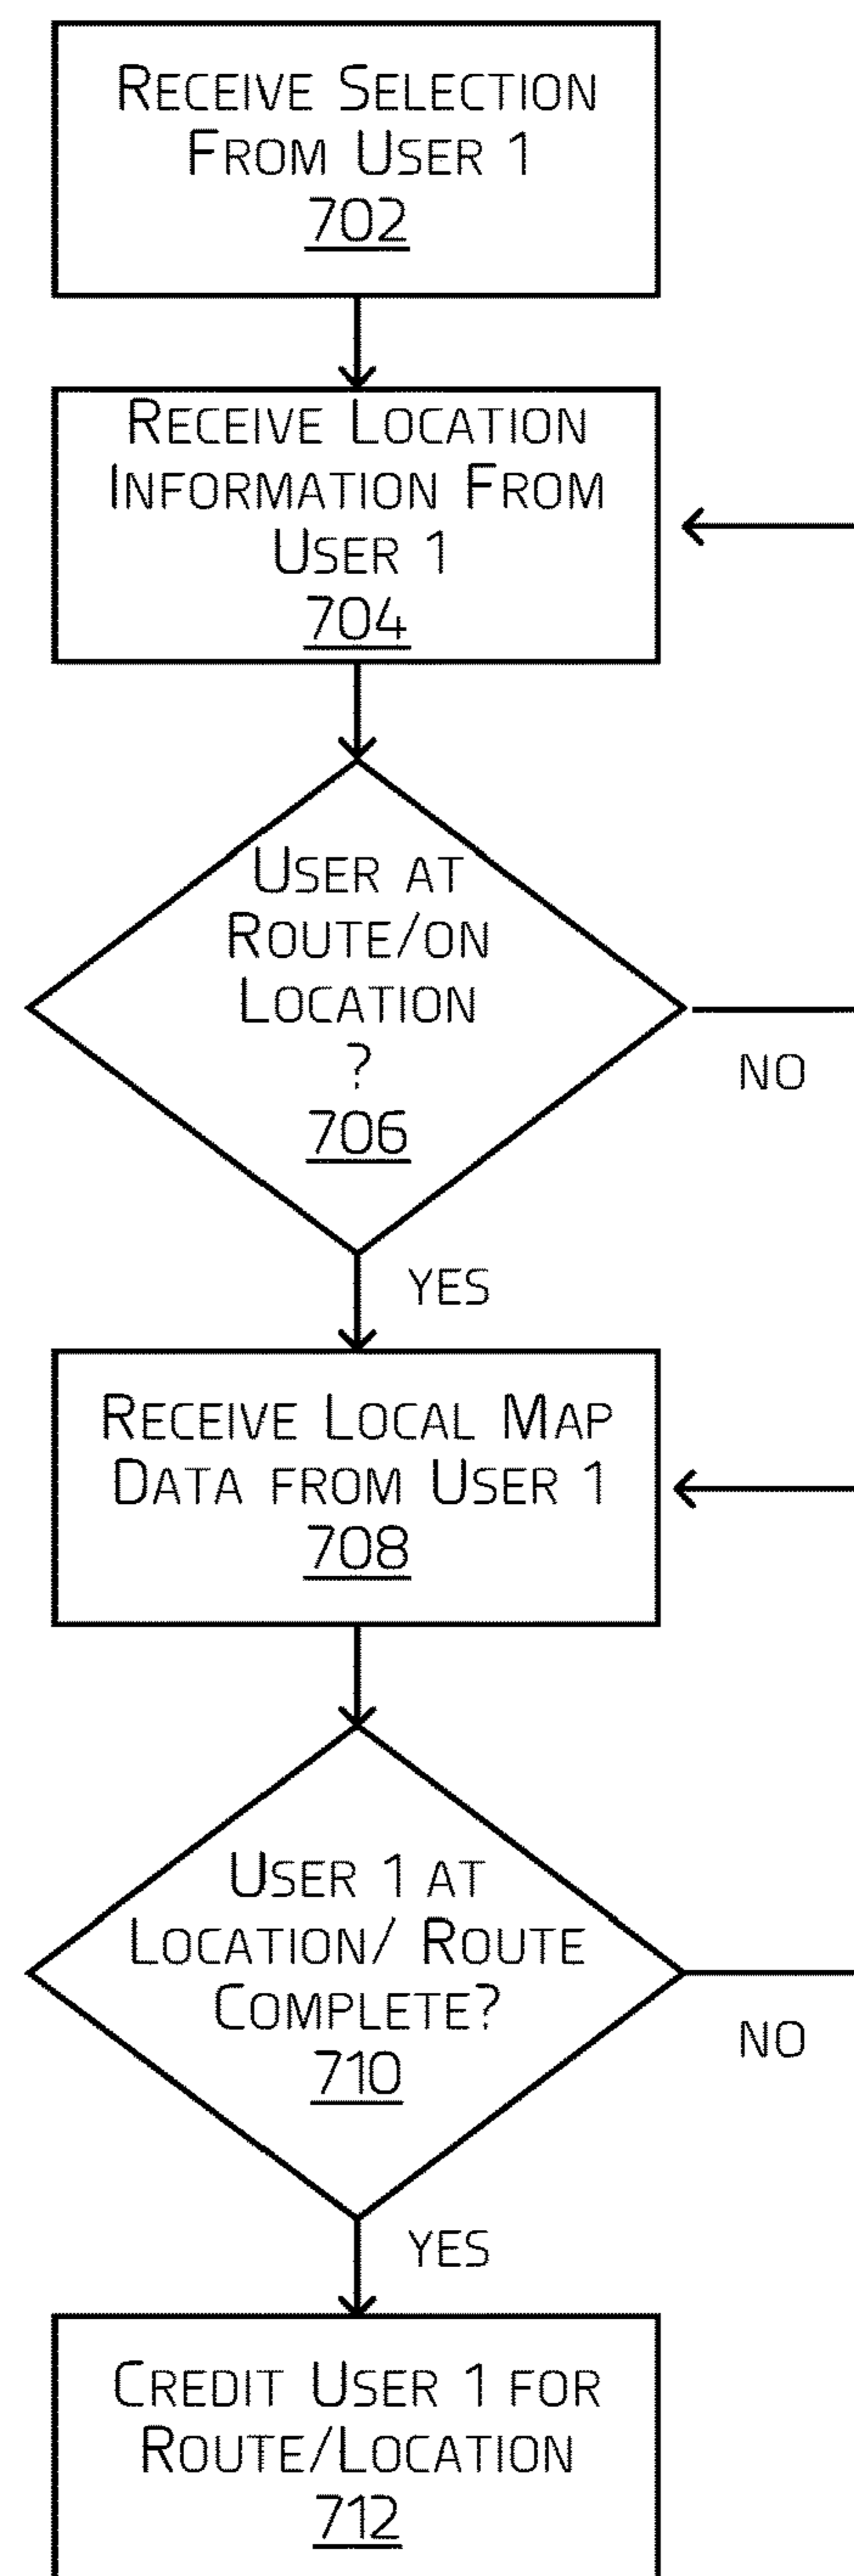 RECEIVE SELECTION
FROM USER 1
702
RECEIVE LOCATION
INFORMATION FROM
USER 1
704
USER AT
ROUTE/ON
LOCATION
?
706
NO
YES
RECEIVE LOCAL MAP
DATA FROM USER 1
708
USER 1 AT
LOCATION/ ROUTE
COMPLETE?
710
NO
YES
CREDIT USER 1 FOR
ROUTE/LOCATION
712